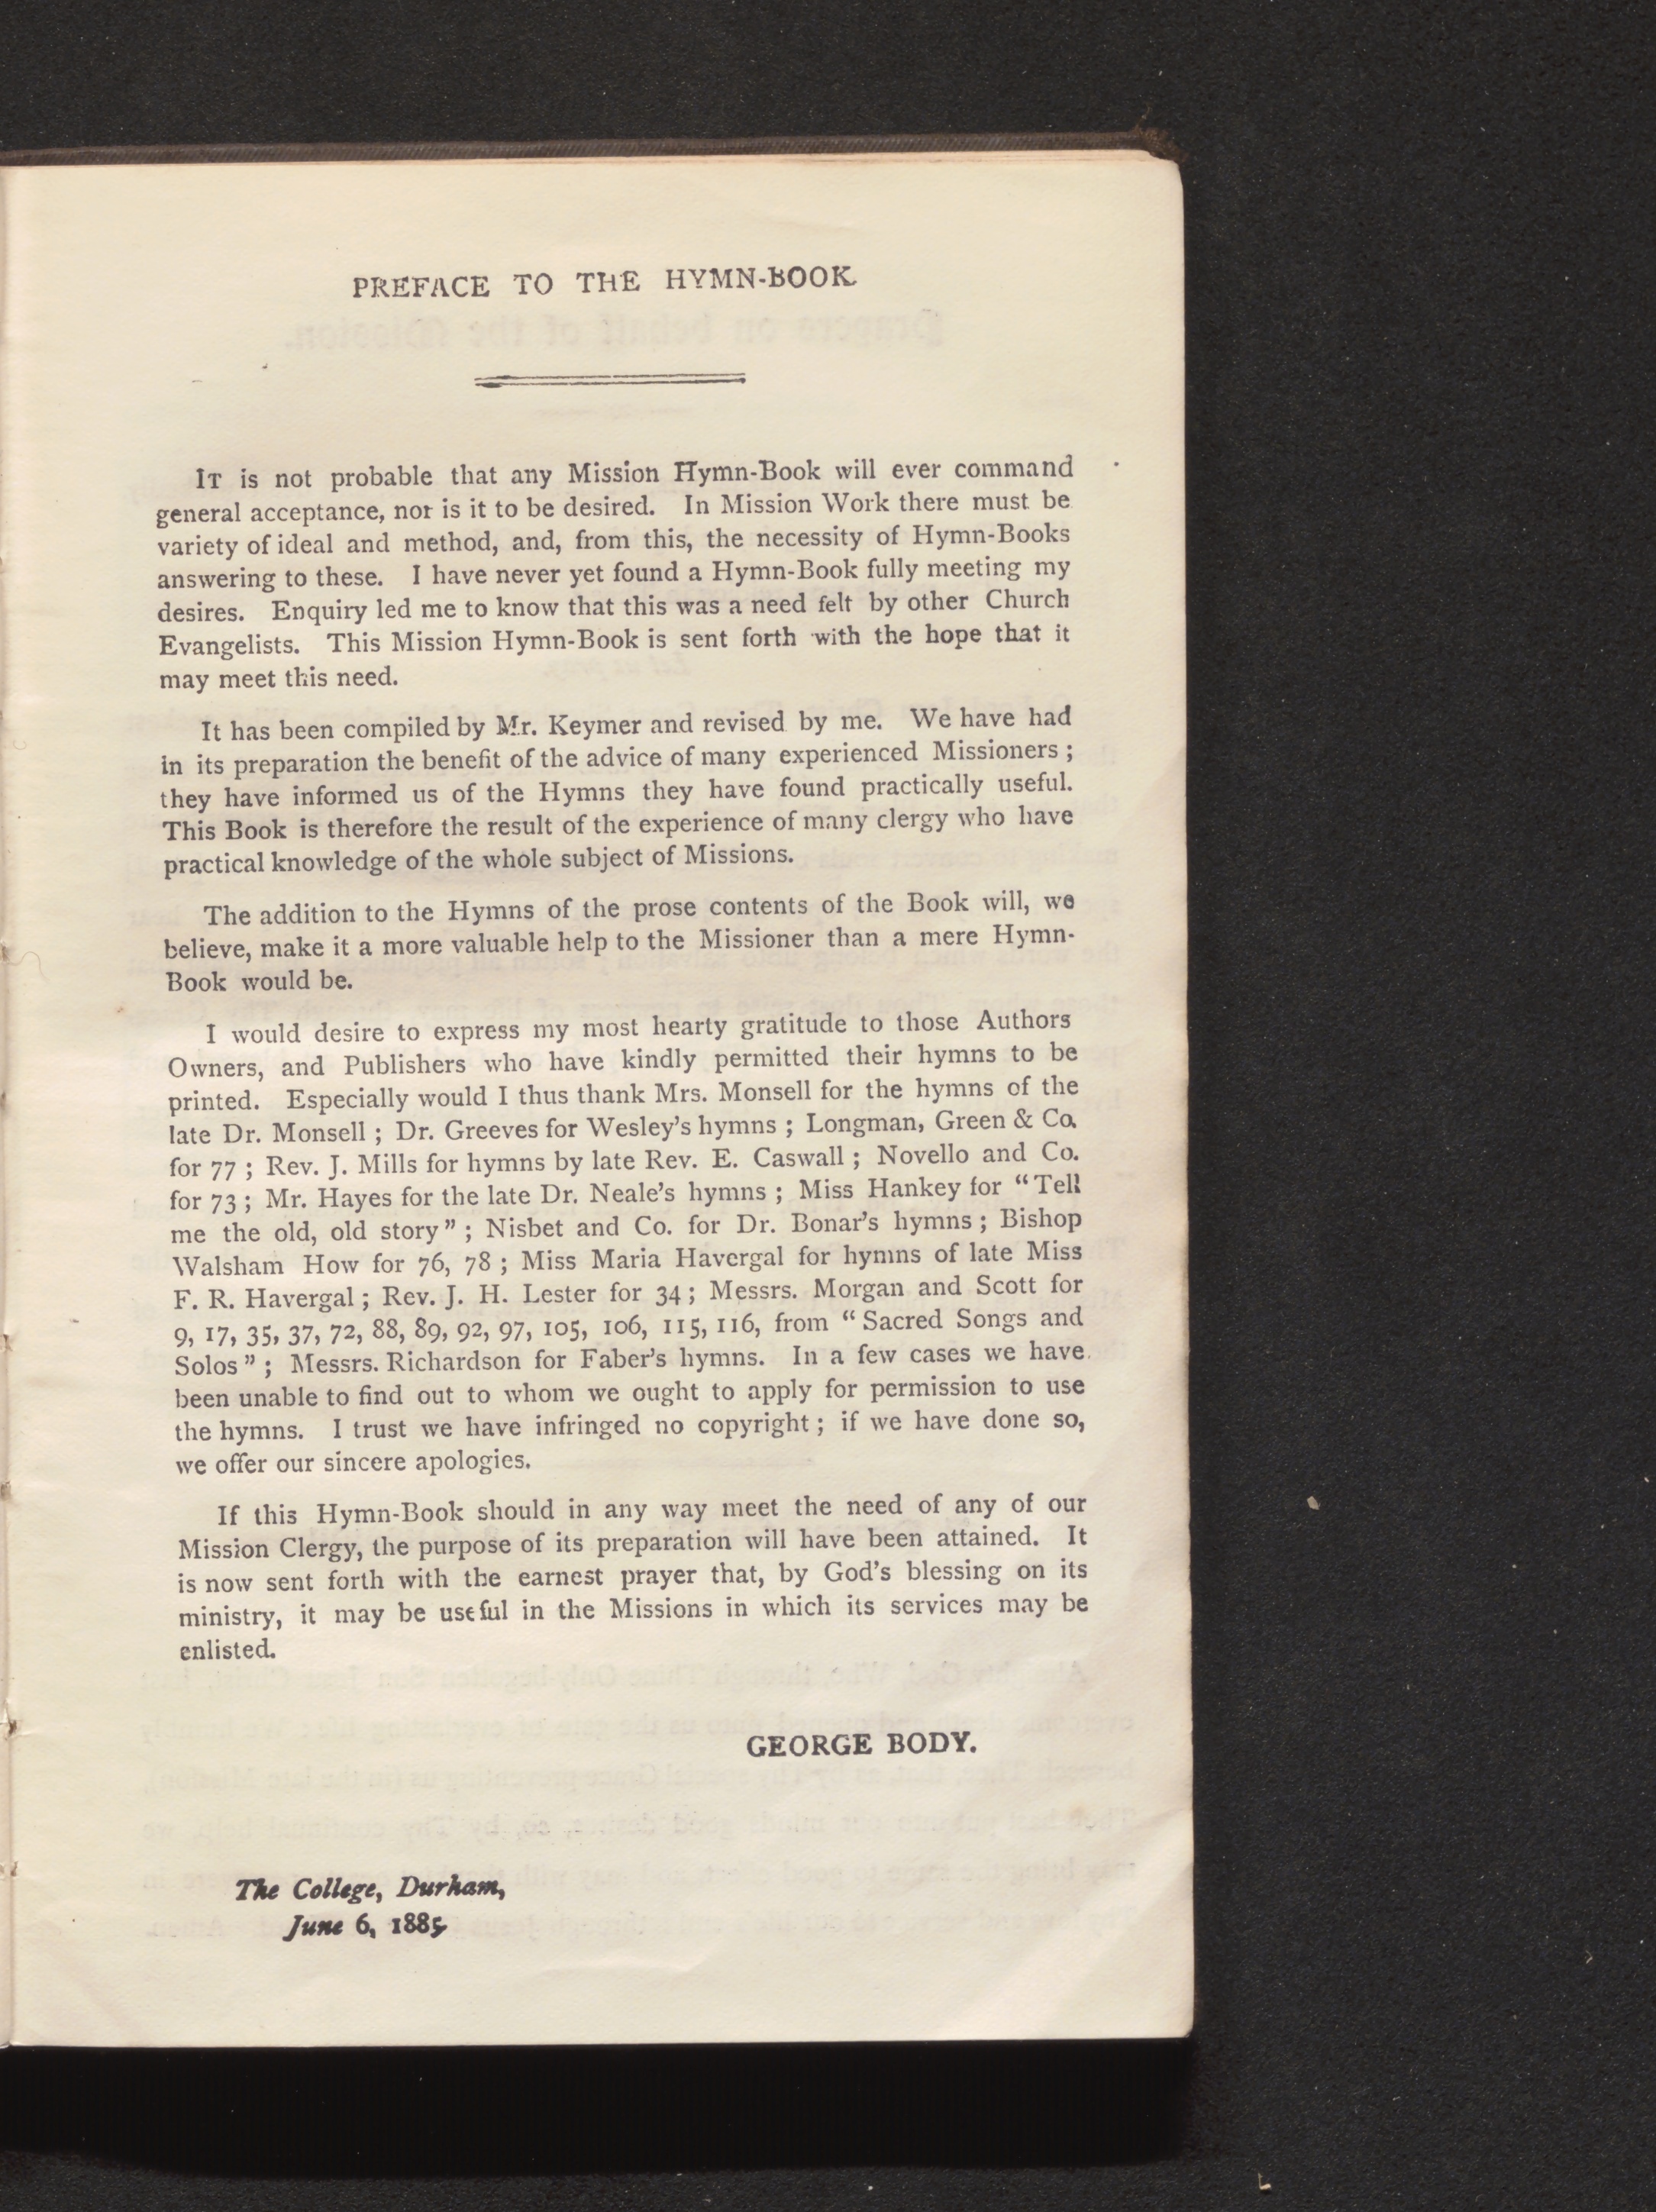 PREFACE TO THE HYMN-BOOK
IT is not probable that any Mission Hymn-Book will ever command
general acceptance, nor is it to be desired. In Mission Work there must be
variety of ideal and method, and, from this, the necessity of Hymn-Books
answering to these. I have never yet found a Hymn-Book fully meeting my
desires. Enquiry led me to know that this was a need felt by other Church
Evangelists. This Mission Hymn-Book is sent forth with the hope that it
may meet this need.
It has been compiled by Mr. Keymer and revised by me. We have had
in its preparation the benefit of the advice of many experienced Missioners ;
they have informed us of the Hymns they have found practically useful.
This Book is therefore the result of the experience of many clergy who have
practical knowledge of the whole subject of Missions.
The addition to the Hymns of the prose contents of the Book will, we
believe, make it a more valuable help to the Missioner than a mere Hymn-
Book would be.
I would desire to express my most hearty gratitude to those Authors
Owners, and Publishers who have kindly permitted their hymns to be
printed. Especially would I thus thank Mrs. Monsell for the hymns of the
late Dr. Monsell ; Dr. Greeves for Wesley's hymns ; Longman, Green & Co.
for 77 ; Rev. J. Mills for hymns by late Rev. E. Caswall ; Novello and Co.
for 73 ; Mr. Hayes for the late Dr. Neale's hymns ; Miss Hankey for "Tell
me the old, old story" ; Nisbet and Co. for Dr. Bonar's hymns ; Bishop
Walsham How for 76, 78 ; Miss Maria Havergal for hymns of late Miss
F. R. Havergal ; Rev. J. H. Lester for 34 ; Messrs. Morgan and Scott for
9, 17, 35, 37, 72, 88, 89, 92, 97, 105, 106, 115, 116, from "Sacred Songs and
Solos" ; Messrs. Richardson for Faber's hymns. In a few cases we have
been unable to find out to whom we ought to apply for permission to use
the hymns. I trust we have infringed no copyright ; if we have done so,
we offer our sincere apologies.
If this Hymn-Book should in any way meet the need of any of our
Mission Clergy, the purpose of its preparation will have been attained. It
is now sent forth with the earnest prayer that, by God's blessing on its
ministry, it may be useful in the Missions in which its services may be
enlisted.
GEORGE BODY.
The College, Durham,
June 6, 1885